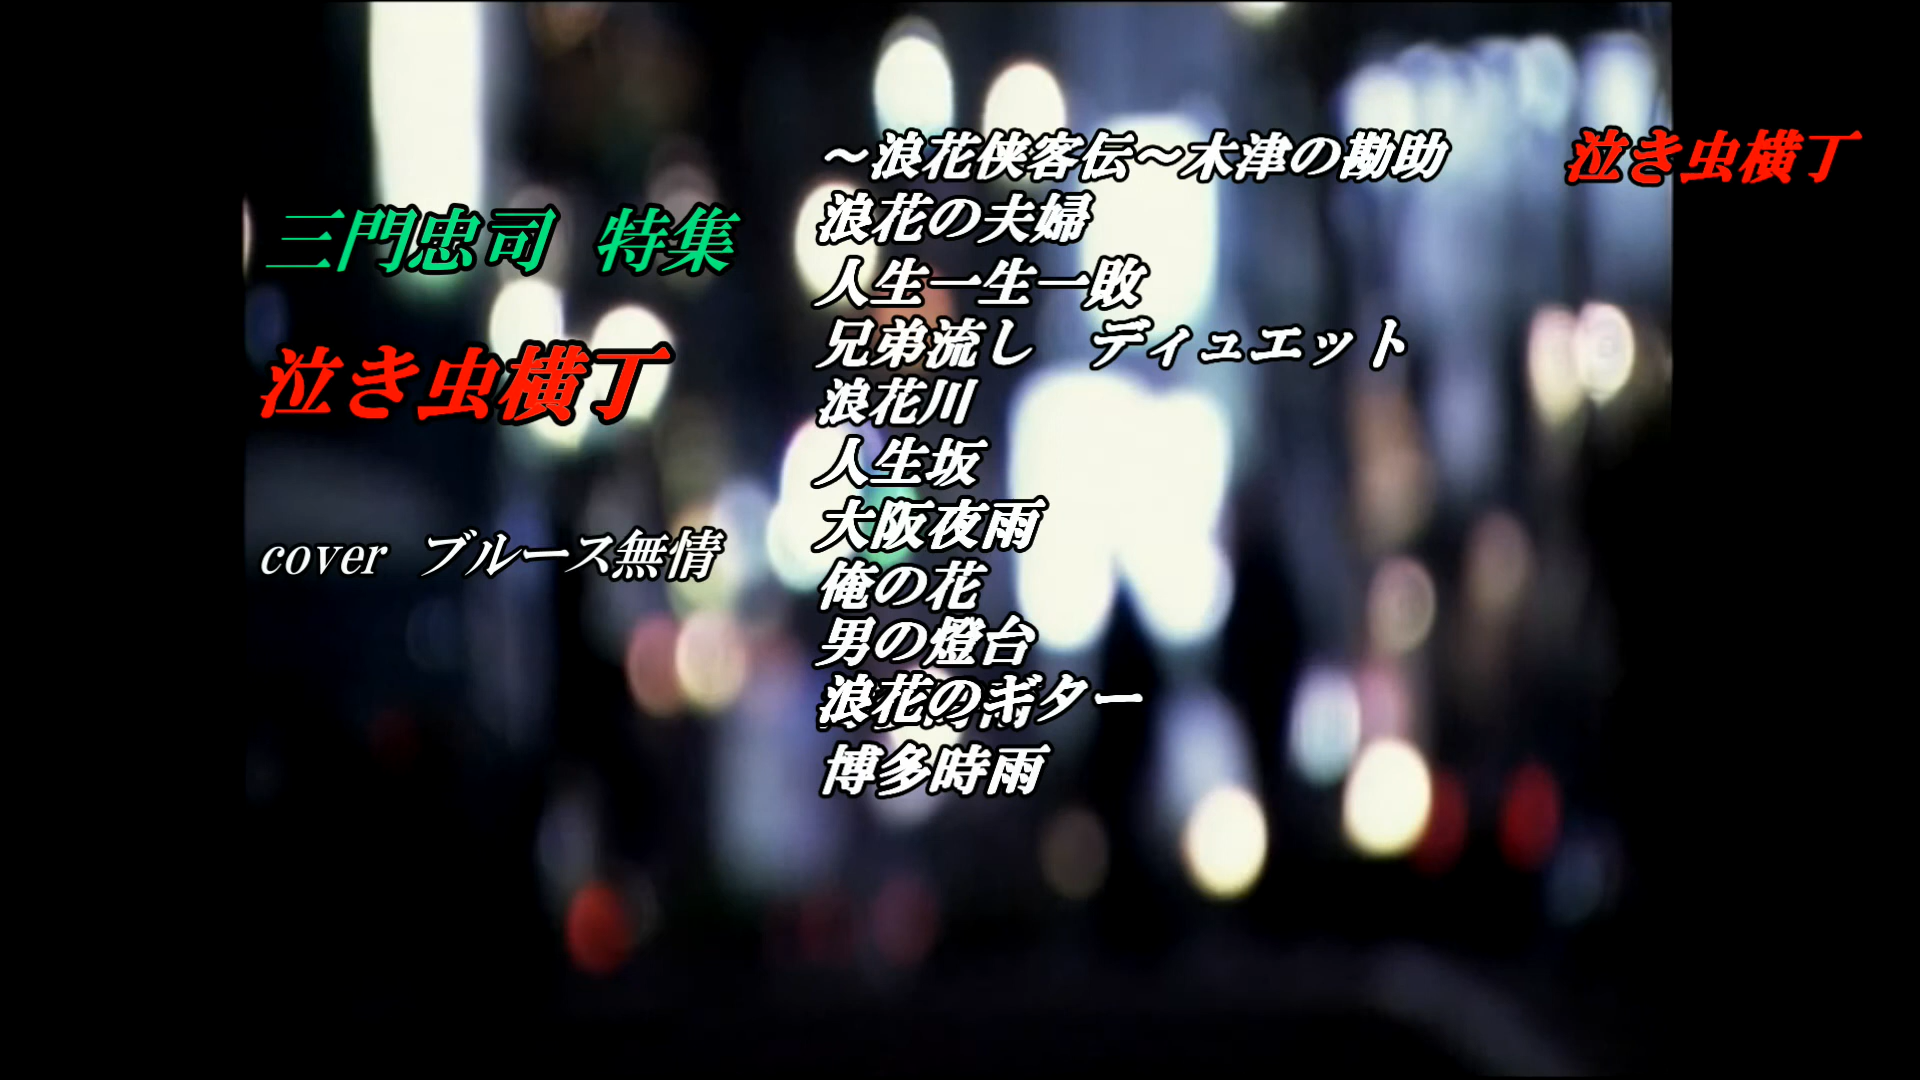 三門忠司　特集
泣き虫横丁
cover　ブルース無情
～浪花侠客伝～木津の勘助
浪花の夫婦
人生一生一敗
兄弟流し　ディュエット
浪花川
人生坂
大阪夜雨
俺の花
男の燈台
浪花のギター
博多時雨
泣き虫横丁